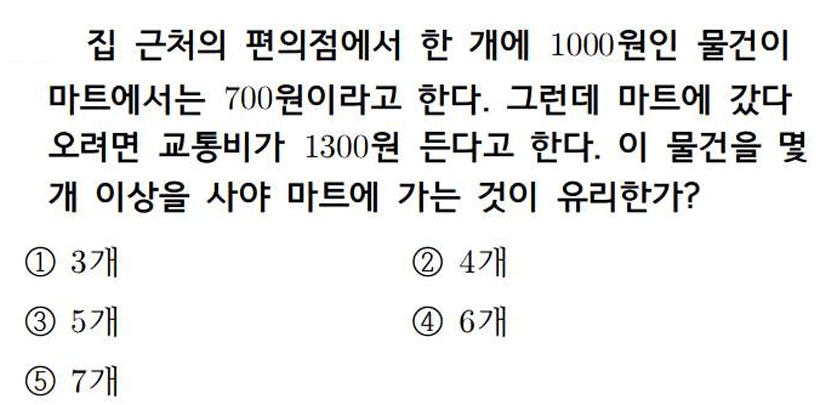 집 근처의 편의점에서 한 개에 1000원인 물건이
마트에서는 700원이라고 한다. 그런데 마트에 갔다
오려면 교통비가 1300원 든다고 한다. 이 물건을 몇
개 이상을 사야 마트에 가는 것이 유리한가?
① 3개 ② 4개
③ 5개 ④ 6개
⑤ 7개